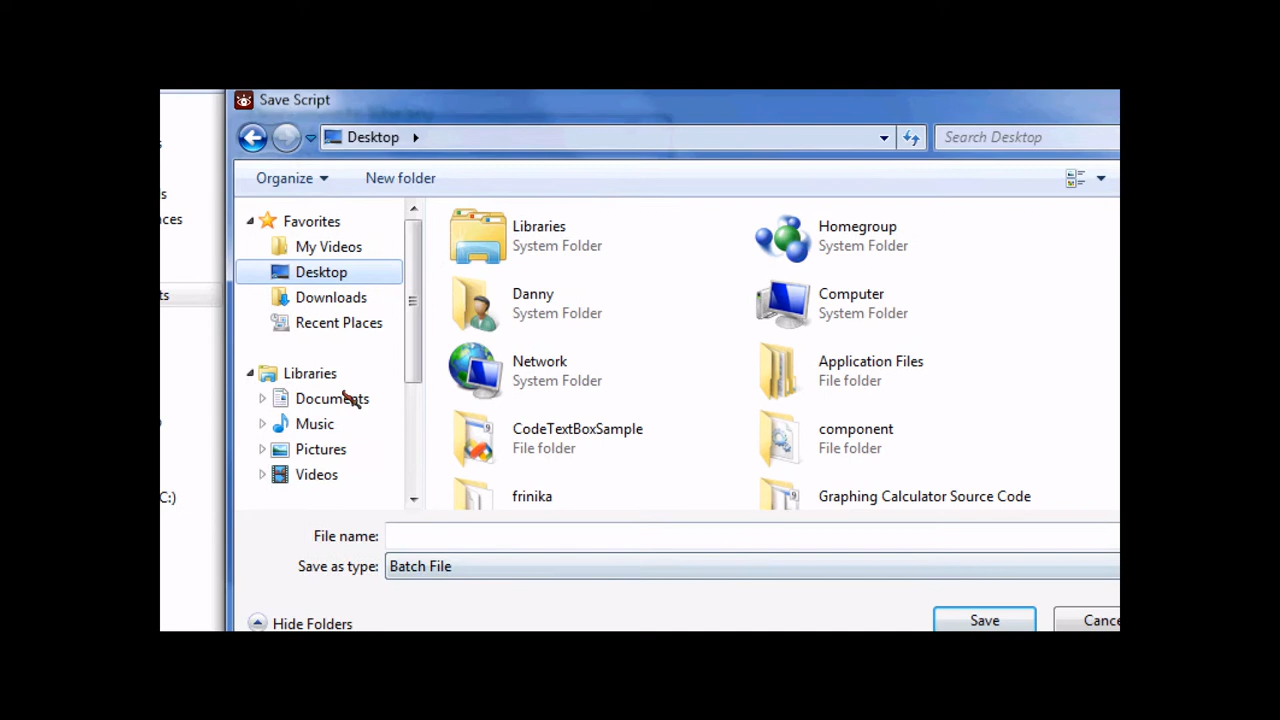 Save Script
Desktop
Search Desktop
Organize
New folder
Favorites
My Videos
Desktop
Downloads
Recent Places
Libraries
Documents
Music
Pictures
Videos
Libraries
System Folder
Homegroup
System Folder
Danny
System Folder
Computer
System Folder
Network
System Folder
Application Files
File folder
CodeTextBoxSample
File folder
component
File folder
frinika
Graphing Calculator Source Code
s
aces
ts
C:)
File name:
Save as type:
Batch File
Hide Folders
Save
Cance